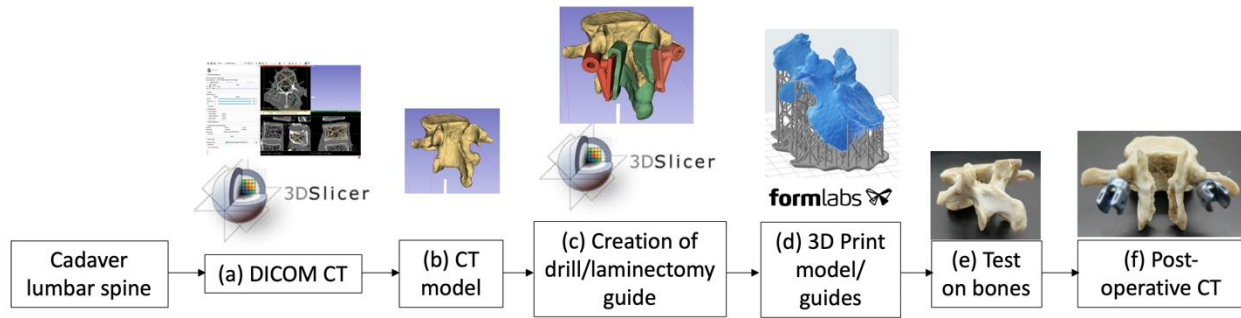 3DSlicer
3DSlicer
formlabs
Cadaver
lumbar spine
(a) DICOM CT
(b) CT
model
(c) Creation of
drill/laminectomy
guide
(d) 3D Print
model/
guides
(e) Test
on bones
(f) Post-
operative CT